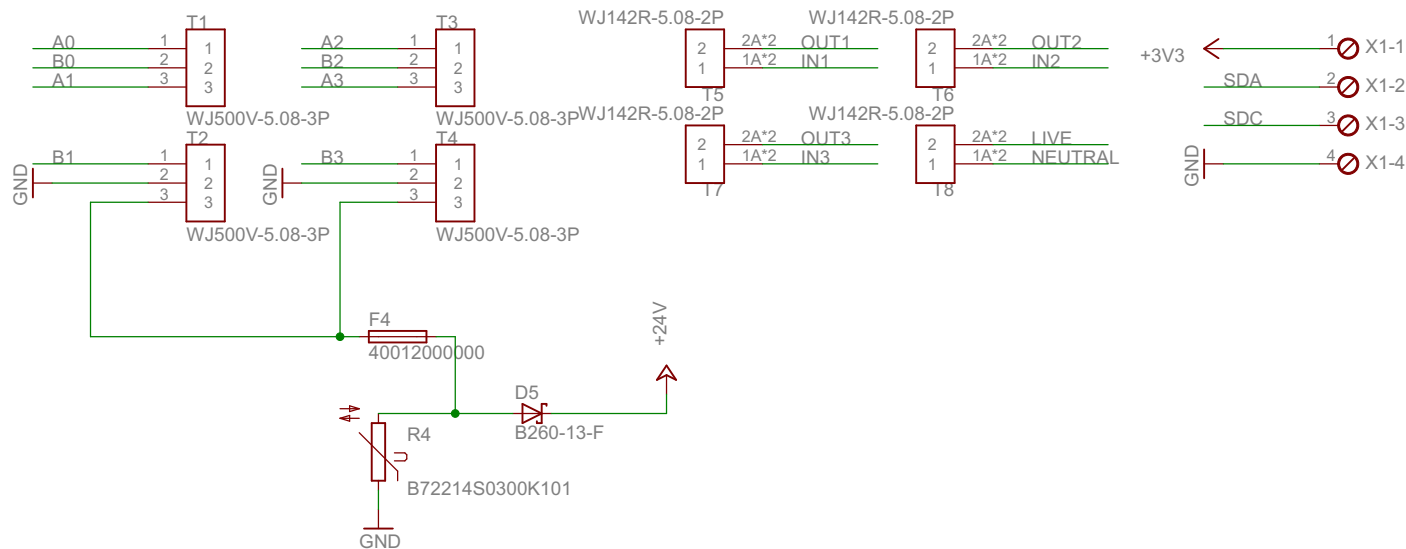 T1
A0 1 1
B0 2 2
A1 3 3
WJ500V-5.08-3P
T3
A2 1 1
B2 2 2
A3 3 3
WJ500V-5.08-3P
T2
B1 1 1
GND 2 2
3 3
WJ500V-5.08-3P
T4
B3 1 1
GND 2 2
3 3
WJ500V-5.08-3P
WJ142R-5.08-2P
2 2A*2 OUT1
1 1A*2 IN1
T5
WJ142R-5.08-2P
2 2A*2 OUT2
1 1A*2 IN2
T6
WJ142R-5.08-2P
2 2A*2 OUT3
1 1A*2 IN3
T7
WJ142R-5.08-2P
2 2A*2 LIVE
1 1A*2 NEUTRAL
T8
+3V3 1 X1-1
SDA 2 X1-2
SDC 3 X1-3
GND 4 X1-4
F4
40012000000
+24V
D5
B260-13-F
R4
U
B72214S0300K101
GND